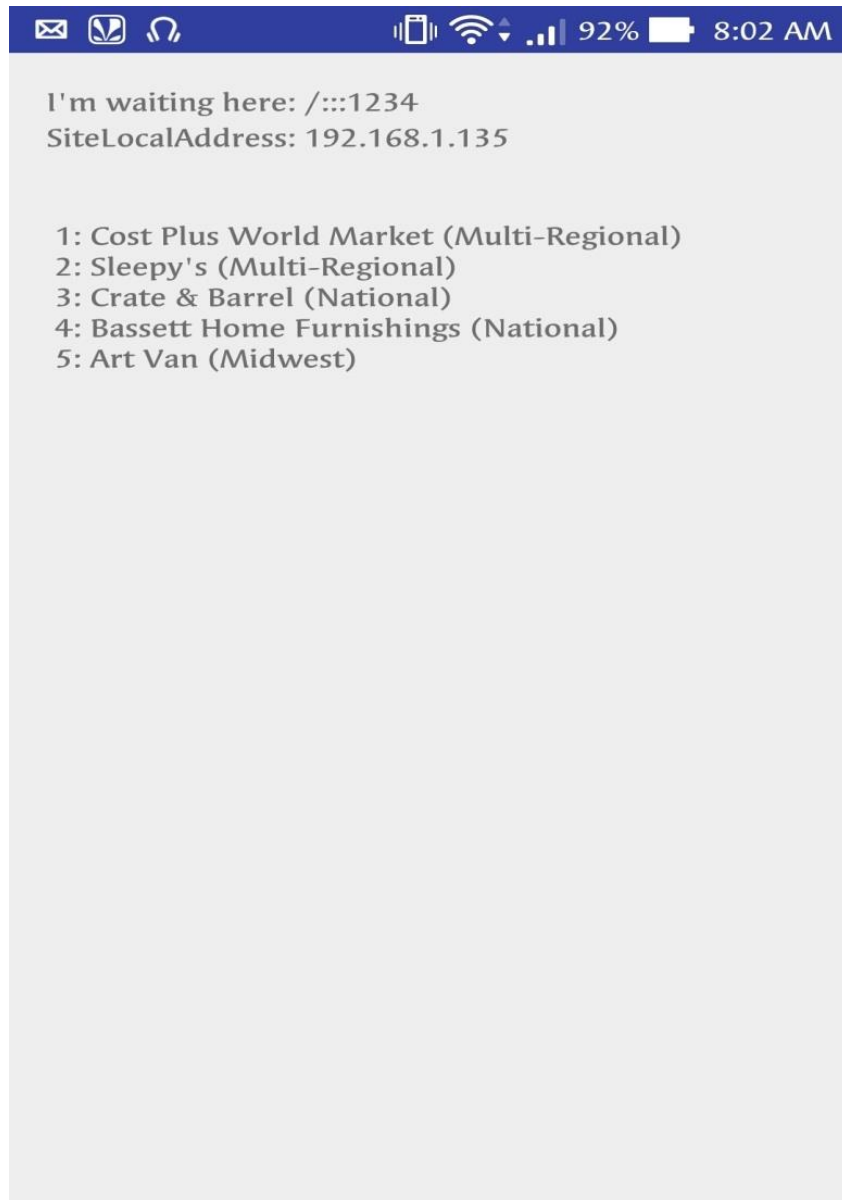 92% 8:02 AM
I'm waiting here: /:::1234
SiteLocalAddress: 192.168.1.135
1: Cost Plus World Market (Multi-Regional)
2: Sleepy's (Multi-Regional)
3: Crate & Barrel (National)
4: Bassett Home Furnishings (National)
5: Art Van (Midwest)